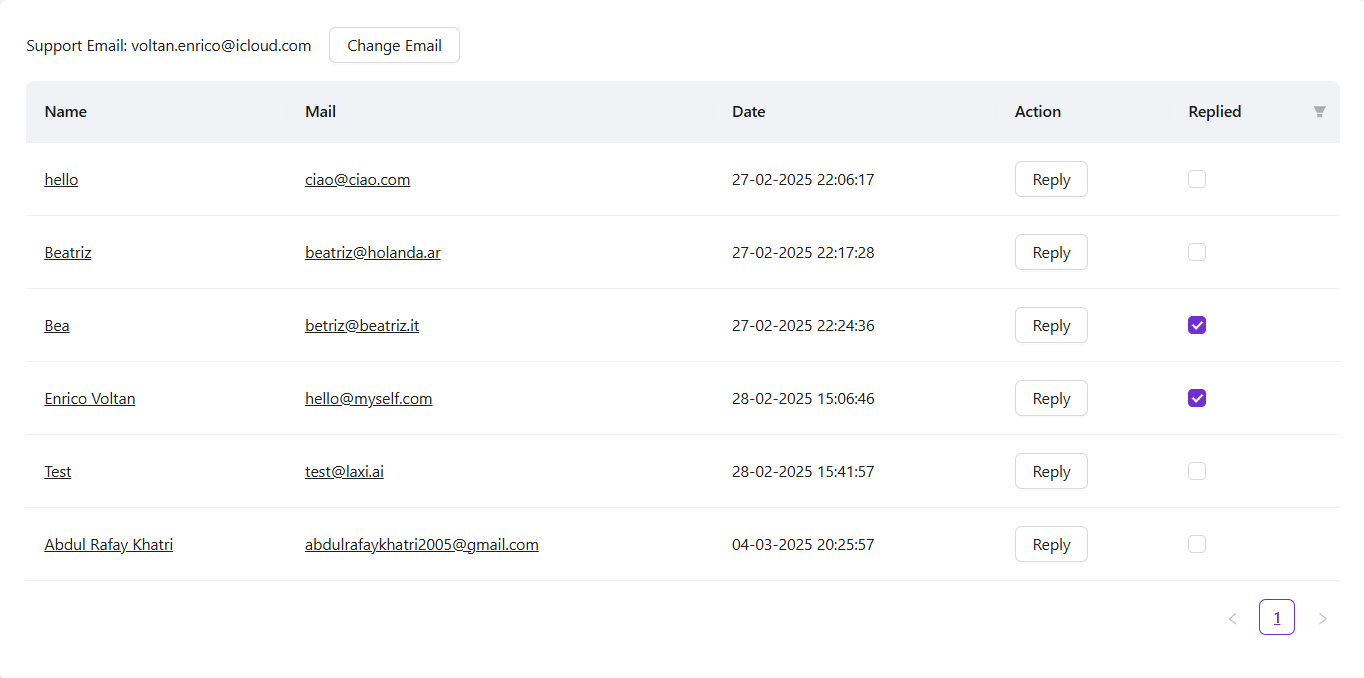 Support Email: voltan.enrico@icloud.com Change Email
Name Mail Date Action Replied
hello ciao@ciao.com 27-02-2025 22:06:17 Reply
Beatriz beatriz@holanda.ar 27-02-2025 22:17:28 Reply
Bea betriz@beatriz.it 27-02-2025 22:24:36 Reply
Enrico Voltan hello@myself.com 28-02-2025 15:06:46 Reply
Test test@laxi.ai 28-02-2025 15:41:57 Reply
Abdul Rafay Khatri abdulrafaykhatri2005@gmail.com 04-03-2025 20:25:57 Reply
1